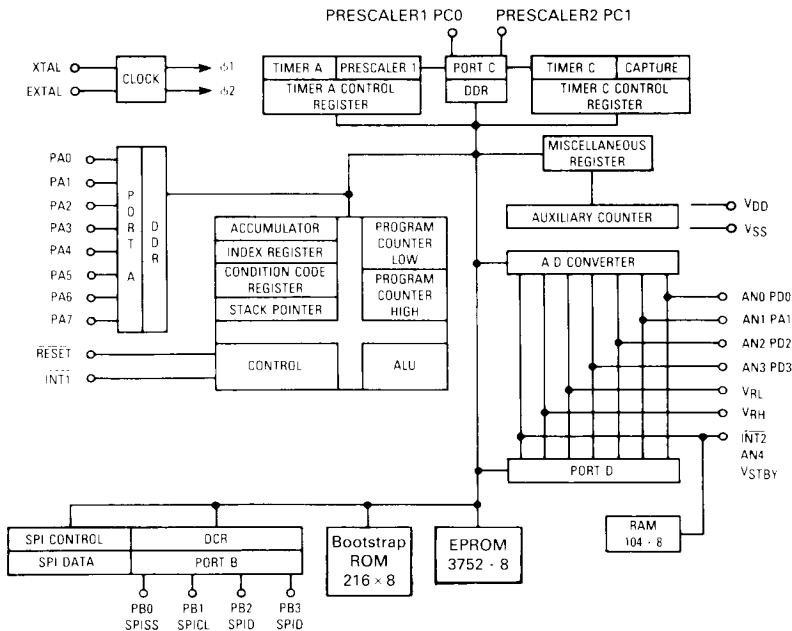 PRESCALER1 PC0 PRESCALER2 PC1
XTAL
EXTAL
CLOCK
ϕ1
ϕ2
TIMER A PRESCALER 1
TIMER A CONTROL
REGISTER
PORT C
DDR
TIMER C CAPTURE
TIMER C CONTROL
REGISTER
MISCELLANEOUS
REGISTER
AUXILIARY COUNTER
VDD
VSS
PA0
PA1
PA2
PA3
PA4
PA5
PA6
PA7
PORT A
DDR
ACCUMULATOR
INDEX REGISTER
CONDITION CODE
REGISTER
STACK POINTER
PROGRAM
COUNTER
LOW
PROGRAM
COUNTER
HIGH
RESET
INT1
CONTROL
ALU
A D CONVERTER
AN0 PD0
AN1 PA1
AN2 PD2
AN3 PD3
VRL
VRH
INT2
AN4
VSTBY
PORT D
RAM
104 · 8
SPI CONTROL
DCR
SPI DATA
PORT B
Bootstrap
ROM
216 × 8
EPROM
3752 · 8
PB0 PB1 PB2 PB3
SPISS SPICL SPID SPID